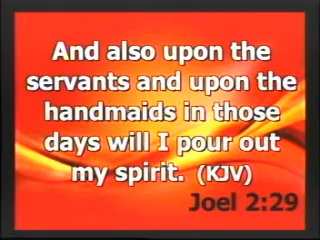 And also upon the
servants and upon the
handmaids in those
days will I pour out
my spirit. (KJV)
Joel 2:29